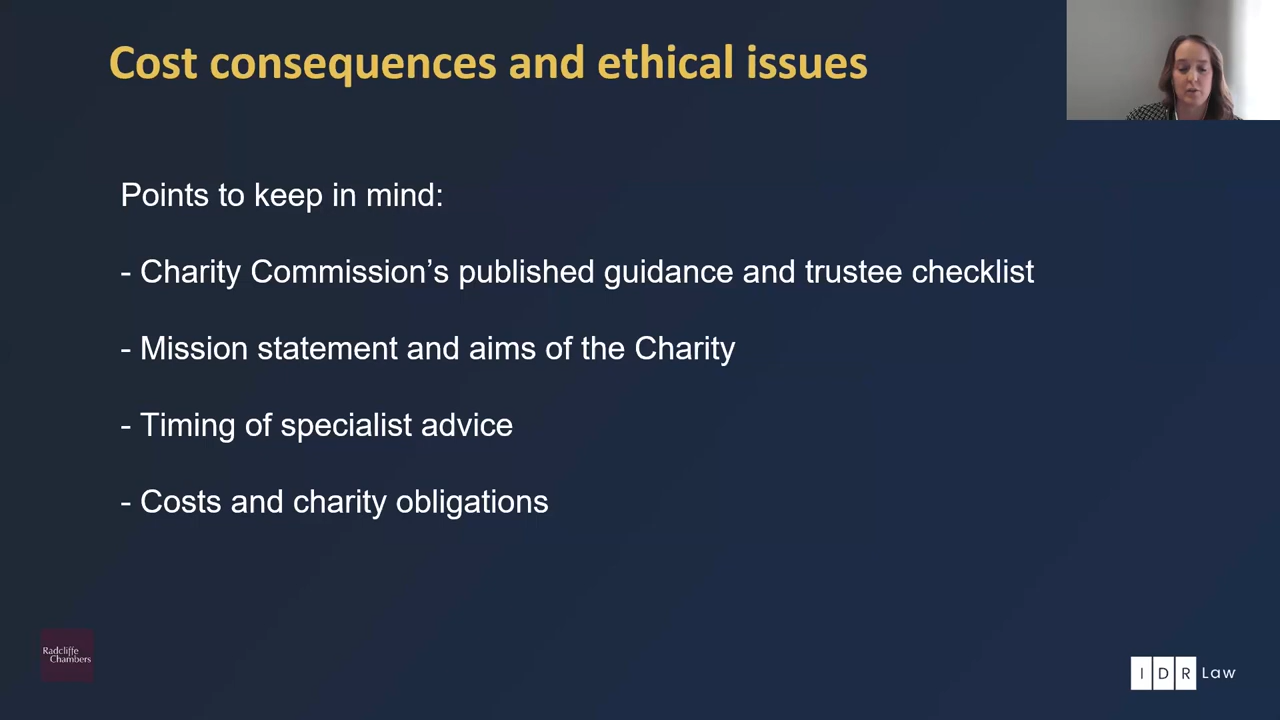 Cost consequences and ethical issues
Points to keep in mind:
- Charity Commission’s published guidance and trustee checklist
- Mission statement and aims of the Charity
- Timing of specialist advice
- Costs and charity obligations
Radcliffe
Chambers
IDR Law